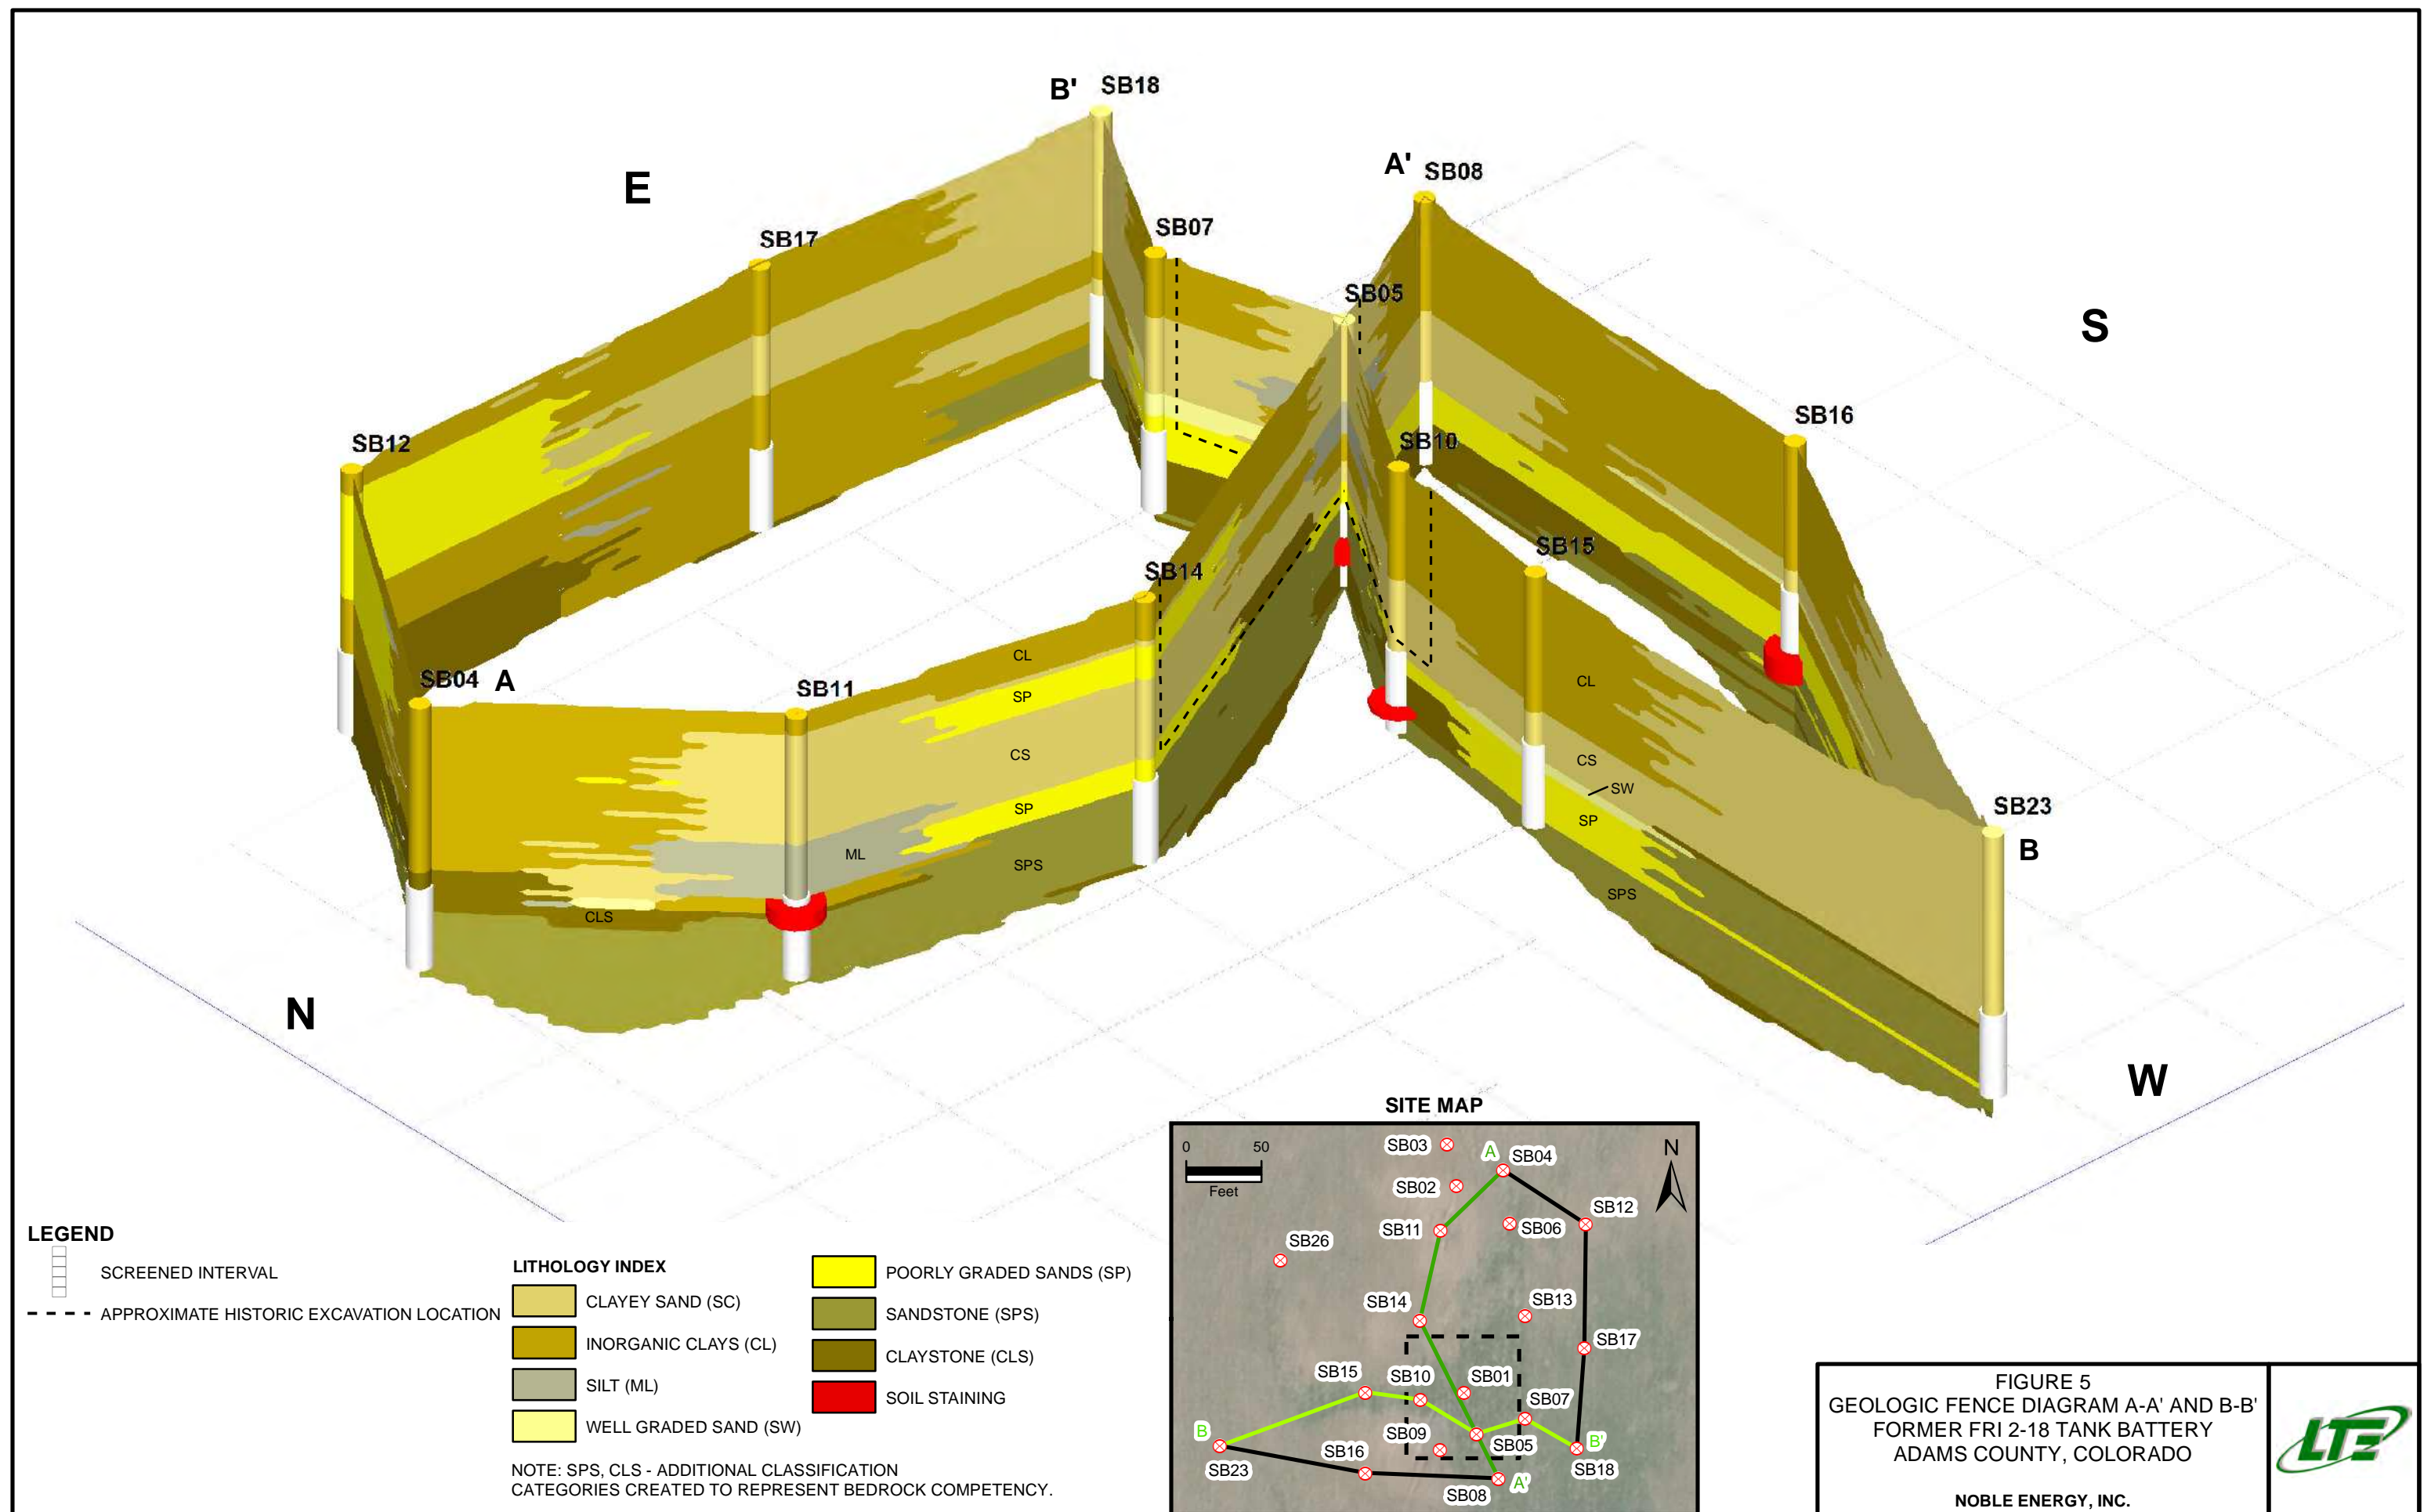 B' SB18
A' SB08
E
SB07
SB17
SB05
S
SB16
SB10
SB12
SB15
SB14
CL
SB04 A
SB11
SP
CL
CS
CS
SW
SP
SP
SB23
B
ML
SPS
SPS
CLS
N
W
SITE MAP
0 50
Feet
N
SB03
A
SB04
SB02
SB12
SB11
SB06
SB26
SB14
SB13
SB17
SB15
SB10
SB01
SB07
B
SB09
SB05
B'
SB23
SB16
SB18
SB08
A'
LEGEND
SCREENED INTERVAL
APPROXIMATE HISTORIC EXCAVATION LOCATION
LITHOLOGY INDEX
CLAYEY SAND (SC)
INORGANIC CLAYS (CL)
SILT (ML)
WELL GRADED SAND (SW)
POORLY GRADED SANDS (SP)
SANDSTONE (SPS)
CLAYSTONE (CLS)
SOIL STAINING
NOTE: SPS, CLS - ADDITIONAL CLASSIFICATION
CATEGORIES CREATED TO REPRESENT BEDROCK COMPETENCY.
FIGURE 5
GEOLOGIC FENCE DIAGRAM A-A' AND B-B'
FORMER FRI 2-18 TANK BATTERY
ADAMS COUNTY, COLORADO
NOBLE ENERGY, INC.
LTE